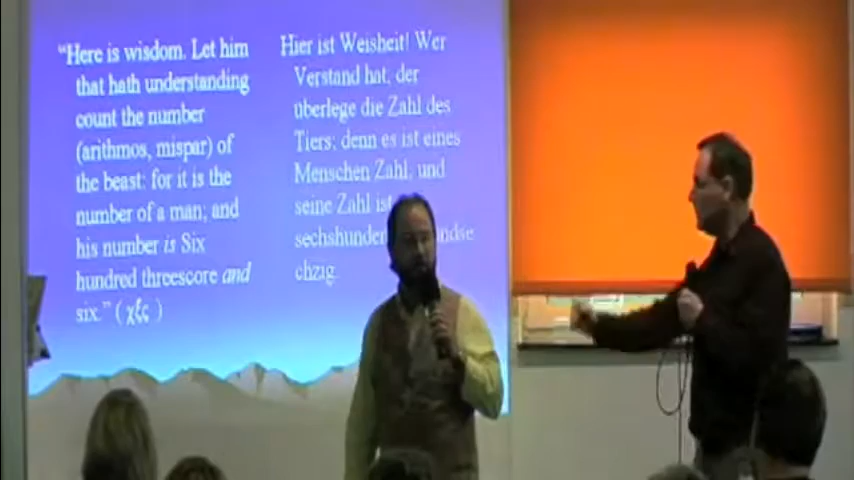 “Here is wisdom. Let him
that hath understanding
count the number
(arithmos, mispar) of
the beast: for it is the
number of a man; and
his number is Six
hundred threescore and
six.” ( χξς )
Hier ist Weisheit! Wer
Verstand hat, der
überlege die Zahl des
Tiers; denn es ist eines
Menschen Zahl, und
seine Zahl ist
sechshunder ndse
chzig.